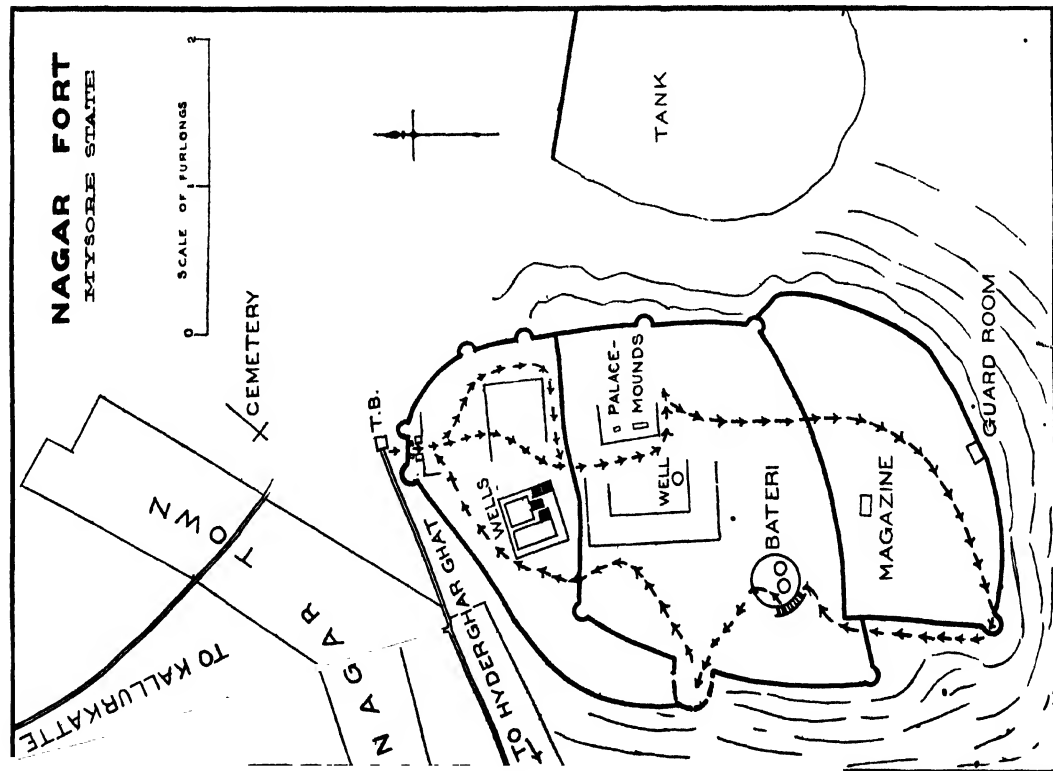 NAGAR FORT
MYSORE STATE
SCALE OF FURLONGS
0 1 2
CEMETERY
TANK
T.B.
TOWN
NAGAR
TO KALLURKATTE
TO HYDERGHAR GHAT
WELLS
PALACE-
MOUNDS
WELL
BATERI
MAGAZINE
GUARD ROOM